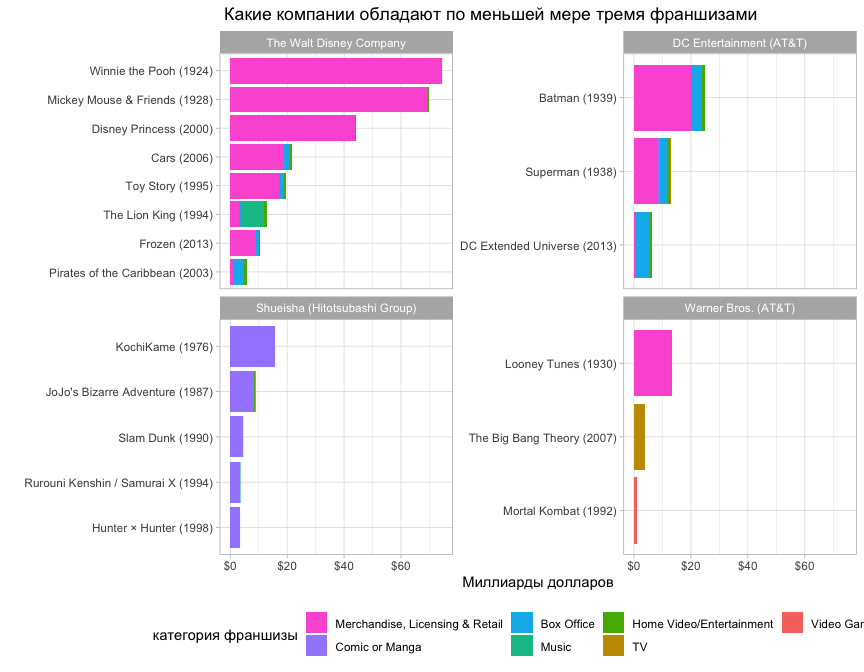 Какие компании обладают по меньшей мере тремя франшизами
The Walt Disney Company
Winnie the Pooh (1924)
Mickey Mouse & Friends (1928)
Disney Princess (2000)
Cars (2006)
Toy Story (1995)
The Lion King (1994)
Frozen (2013)
Pirates of the Caribbean (2003)
DC Entertainment (AT&T)
Batman (1939)
Superman (1938)
DC Extended Universe (2013)
Shueisha (Hitotsubashi Group)
KochiKame (1976)
JoJo's Bizarre Adventure (1987)
Slam Dunk (1990)
Rurouni Kenshin / Samurai X (1994)
Hunter × Hunter (1998)
$0 $20 $40 $60
Warner Bros. (AT&T)
Looney Tunes (1930)
The Big Bang Theory (2007)
Mortal Kombat (1992)
$0 $20 $40 $60
Миллиарды долларов
категория франшизы
Merchandise, Licensing & Retail Box Office Home Video/Entertainment Video Gar
Comic or Manga Music TV